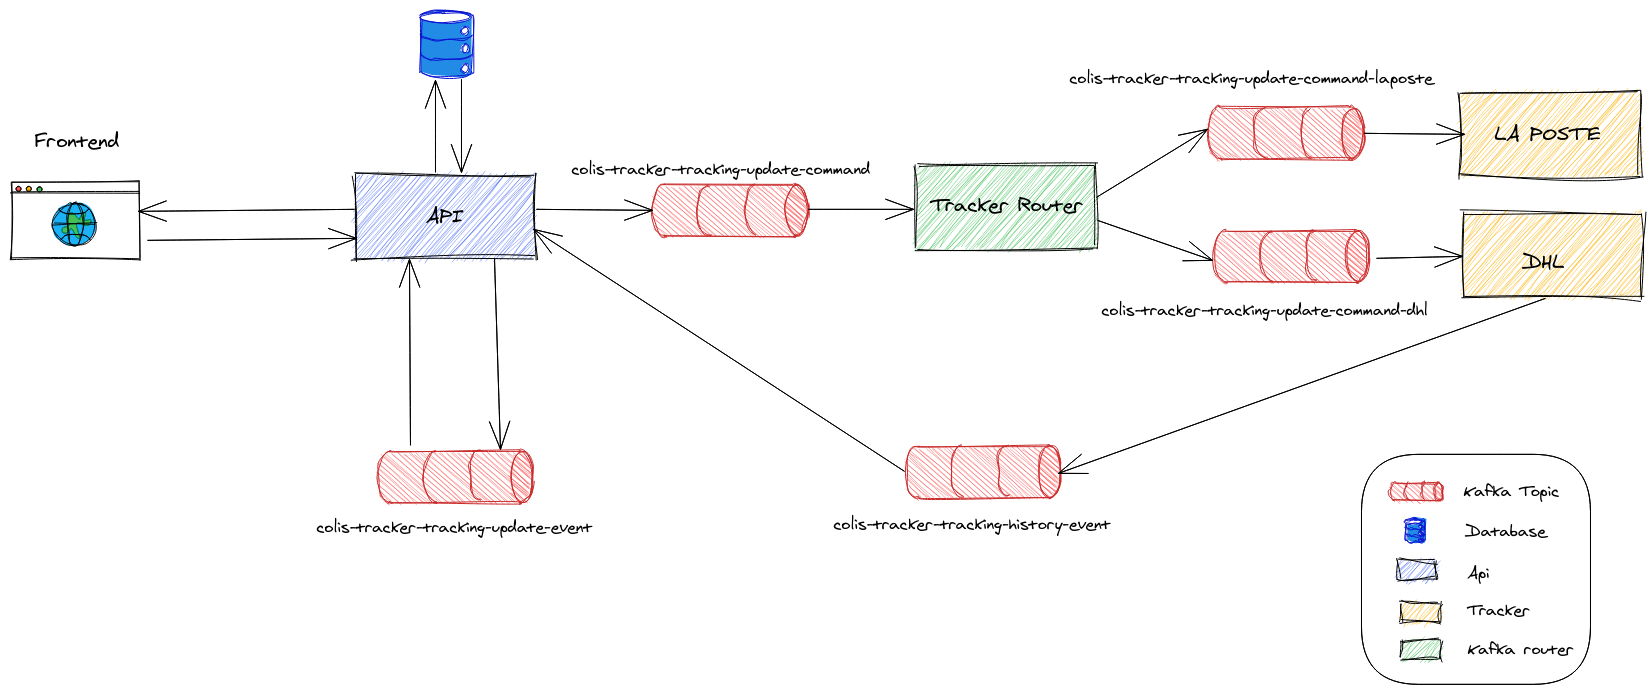 colis-tracker-tracking-update-command-laposte
LA POSTE
Frontend
colis-tracker-tracking-update-command
API
Tracker Router
DHL
colis-tracker-tracking-update-command-dhl
colis-tracker-tracking-update-event
colis-tracker-tracking-history-event
Kafka Topic
Database
Api
Tracker
Kafka router